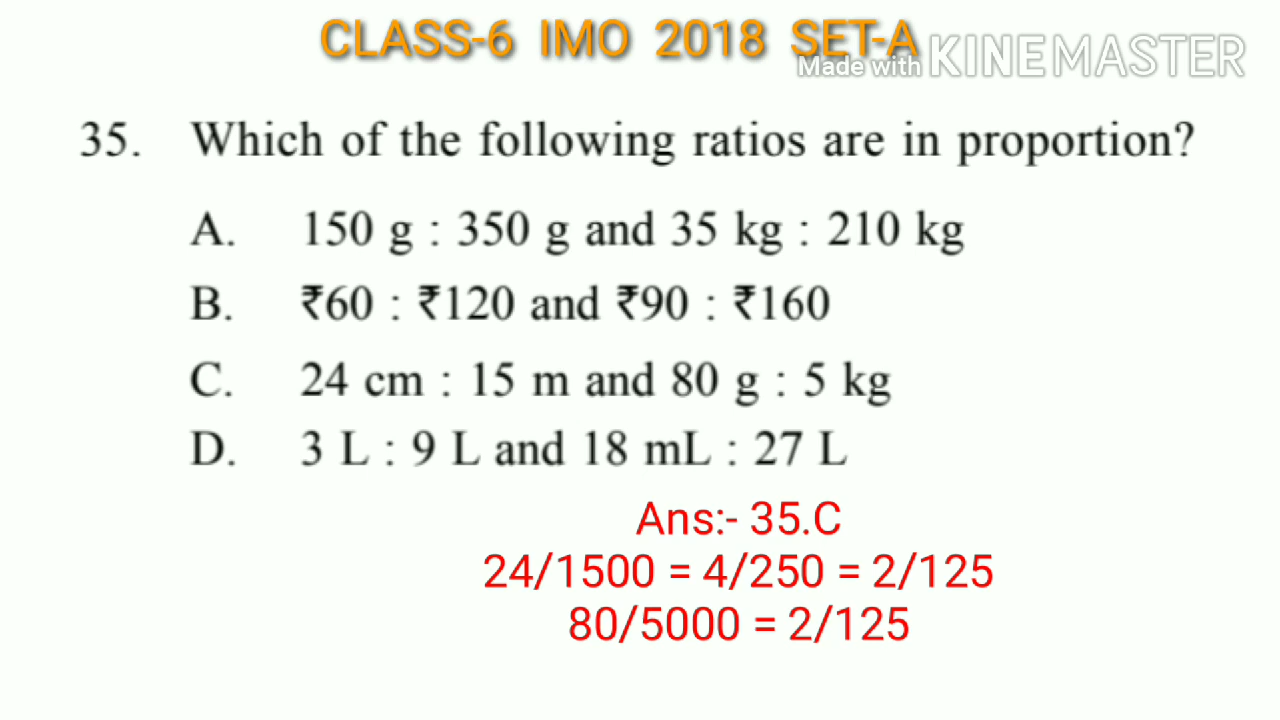 CLASS-6 IMO 2018 SET-A
Made with KINEMASTER
35. Which of the following ratios are in proportion?
A. 150 g : 350 g and 35 kg : 210 kg
B. ₹60 : ₹120 and ₹90 : ₹160
C. 24 cm : 15 m and 80 g : 5 kg
D. 3 L : 9 L and 18 mL : 27 L
Ans:- 35.C
24/1500 = 4/250 = 2/125
80/5000 = 2/125